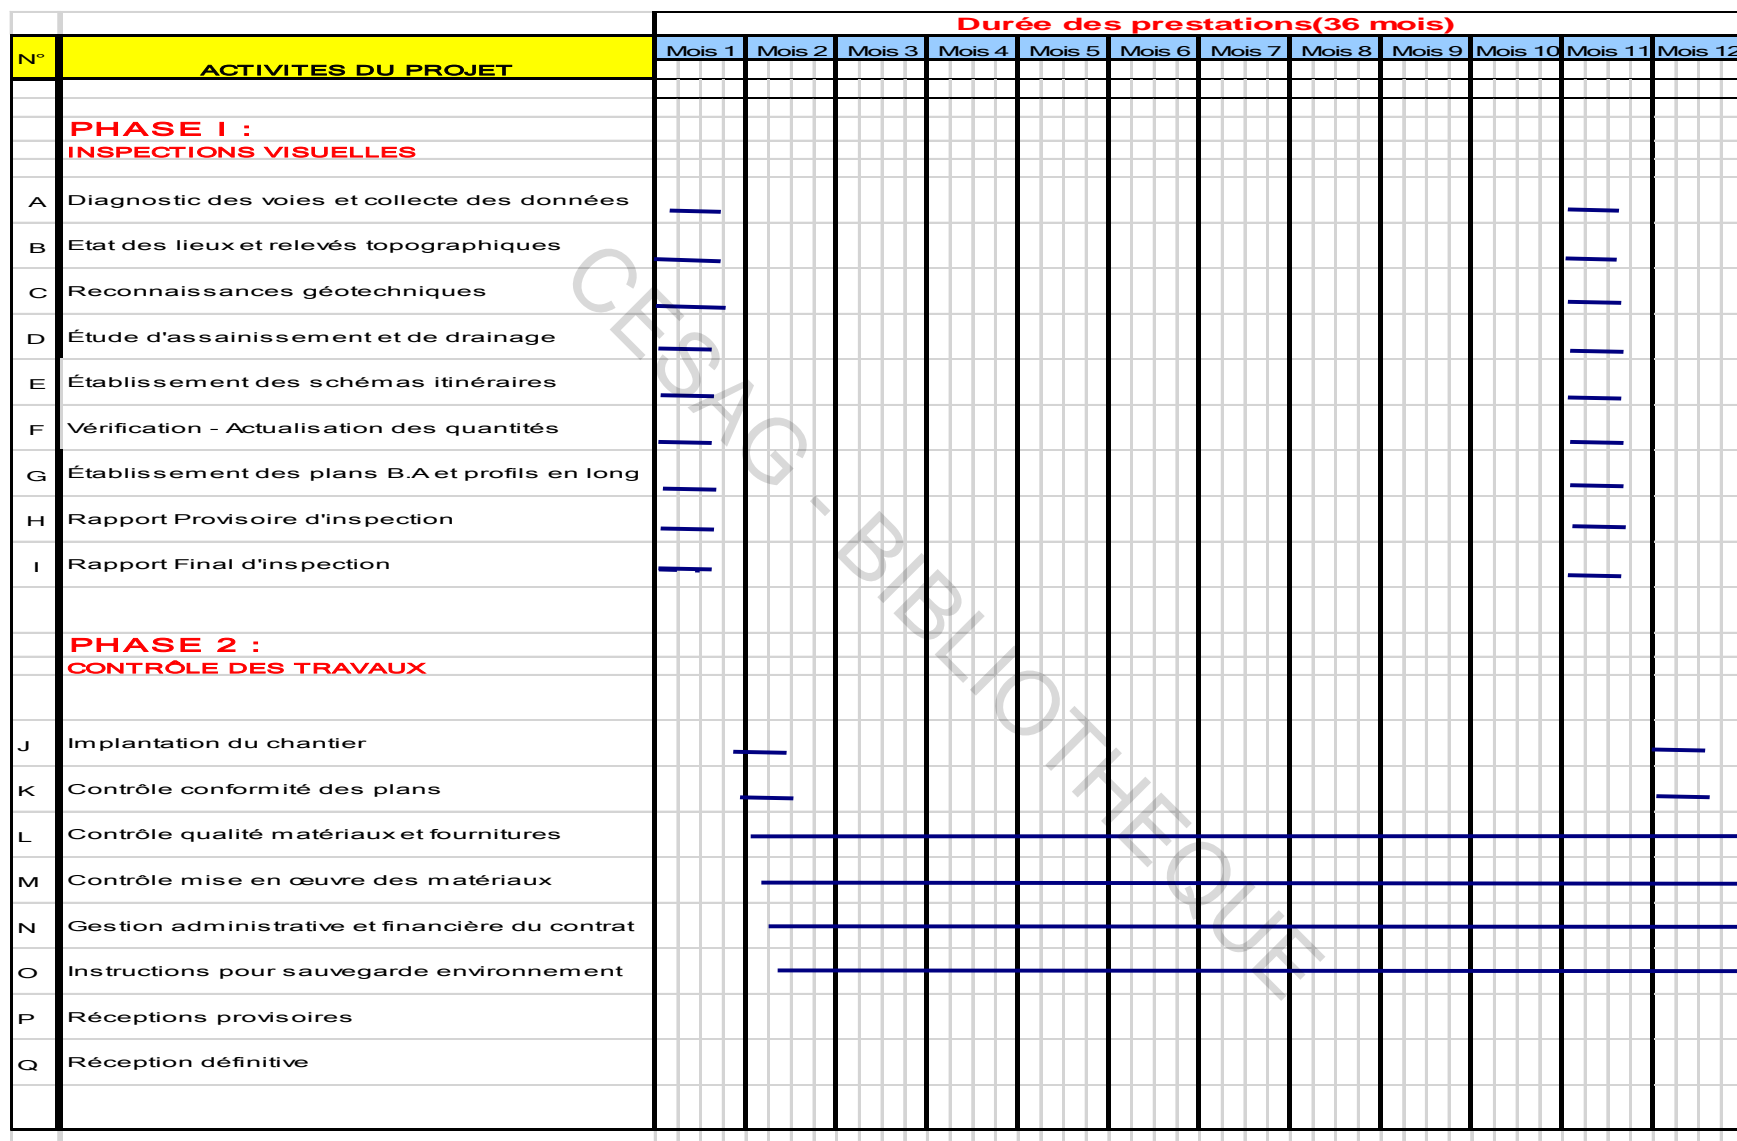 Durée des prestations(36 mois)
N° ACTIVITES DU PROJET Mois 1 Mois 2 Mois 3 Mois 4 Mois 5 Mois 6 Mois 7 Mois 8 Mois 9 Mois 10 Mois 11 Mois 12
PHASE I :
INSPECTIONS VISUELLES
A Diagnostic des voies et collecte des données
B Etat des lieux et relevés topographiques
C Reconnaissances géotechniques
D Étude d'assainissement et de drainage
E Établissement des schémas itinéraires
F Vérification - Actualisation des quantités
G Établissement des plans B.A et profils en long
H Rapport Provisoire d'inspection
I Rapport Final d'inspection
PHASE 2 :
CONTRÔLE DES TRAVAUX
J Implantation du chantier
K Contrôle conformité des plans
L Contrôle qualité matériaux et fournitures
M Contrôle mise en œuvre des matériaux
N Gestion administrative et financière du contrat
O Instructions pour sauvegarde environnement
P Réceptions provisoires
Q Réception définitive
CESAG - BIBLIOTHEQUE